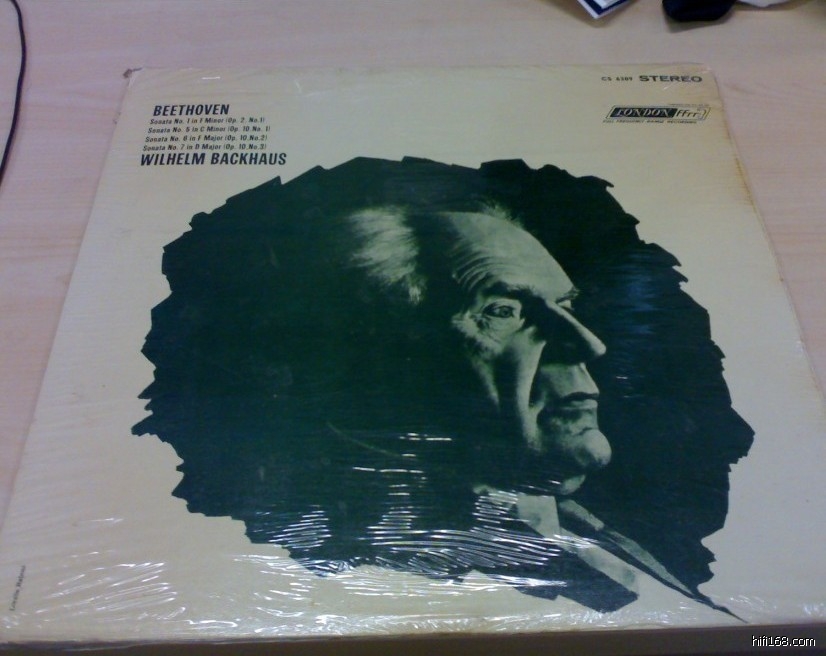 CS 6389 STEREO
BEETHOVEN
Sonata No. 1 in F Minor (Op. 2, No.1)
Sonata No. 5 in C Minor (Op. 10, No. 1)
Sonata No. 6 in F Major (Op. 10, No.2)
Sonata No. 7 in D Major (Op. 10, No.3)
WILHELM BACKHAUS
LONDON ffrr
FULL FREQUENCY RANGE RECORDING
hifi168.com